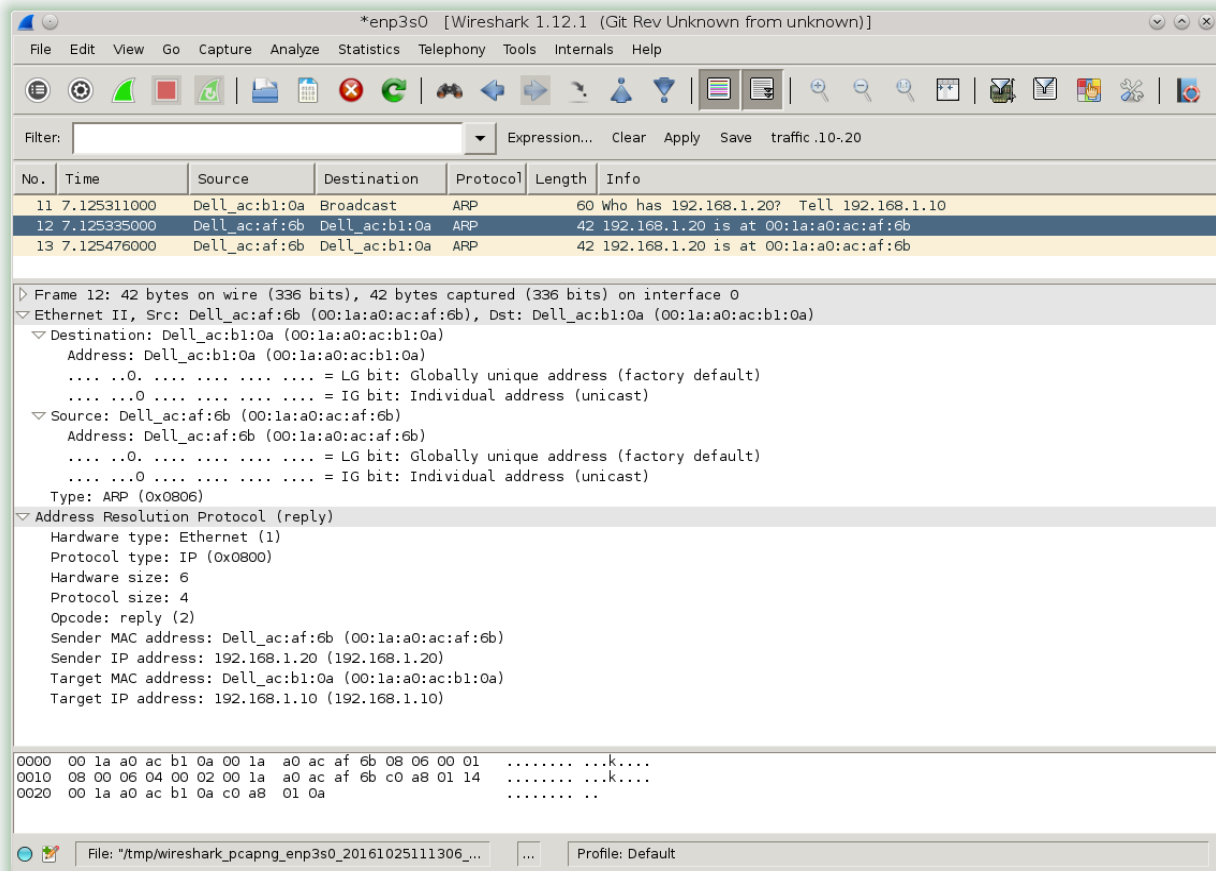 *enp3s0 [Wireshark 1.12.1 (Git Rev Unknown from unknown)]
File Edit View Go Capture Analyze Statistics Telephony Tools Internals Help
Filter: Expression... Clear Apply Save traffic .10-.20
No. Time Source Destination Protocol Length Info
11 7.125311000 Dell_ac:b1:0a Broadcast ARP 60 Who has 192.168.1.20? Tell 192.168.1.10
12 7.125335000 Dell_ac:af:6b Dell_ac:b1:0a ARP 42 192.168.1.20 is at 00:1a:a0:ac:af:6b
13 7.125476000 Dell_ac:af:6b Dell_ac:b1:0a ARP 42 192.168.1.20 is at 00:1a:a0:ac:af:6b
Frame 12: 42 bytes on wire (336 bits), 42 bytes captured (336 bits) on interface 0
Ethernet II, Src: Dell_ac:af:6b (00:1a:a0:ac:af:6b), Dst: Dell_ac:b1:0a (00:1a:a0:ac:b1:0a)
Destination: Dell_ac:b1:0a (00:1a:a0:ac:b1:0a)
Address: Dell_ac:b1:0a (00:1a:a0:ac:b1:0a)
.... ..0. .... .... .... .... = LG bit: Globally unique address (factory default)
.... ...0 .... .... .... .... = IG bit: Individual address (unicast)
Source: Dell_ac:af:6b (00:1a:a0:ac:af:6b)
Address: Dell_ac:af:6b (00:1a:a0:ac:af:6b)
.... ..0. .... .... .... .... = LG bit: Globally unique address (factory default)
.... ...0 .... .... .... .... = IG bit: Individual address (unicast)
Type: ARP (0x0806)
Address Resolution Protocol (reply)
Hardware type: Ethernet (1)
Protocol type: IP (0x0800)
Hardware size: 6
Protocol size: 4
Opcode: reply (2)
Sender MAC address: Dell_ac:af:6b (00:1a:a0:ac:af:6b)
Sender IP address: 192.168.1.20 (192.168.1.20)
Target MAC address: Dell_ac:b1:0a (00:1a:a0:ac:b1:0a)
Target IP address: 192.168.1.10 (192.168.1.10)
0000 00 1a a0 ac b1 0a 00 1a a0 ac af 6b 08 06 00 01 ........ ...k....
0010 08 00 06 04 00 02 00 1a a0 ac af 6b c0 a8 01 14 ........ ...k....
0020 00 1a a0 ac b1 0a c0 a8 01 0a ........ ..
File: "/tmp/wireshark_pcapng_enp3s0_20161025111306_... ... Profile: Default